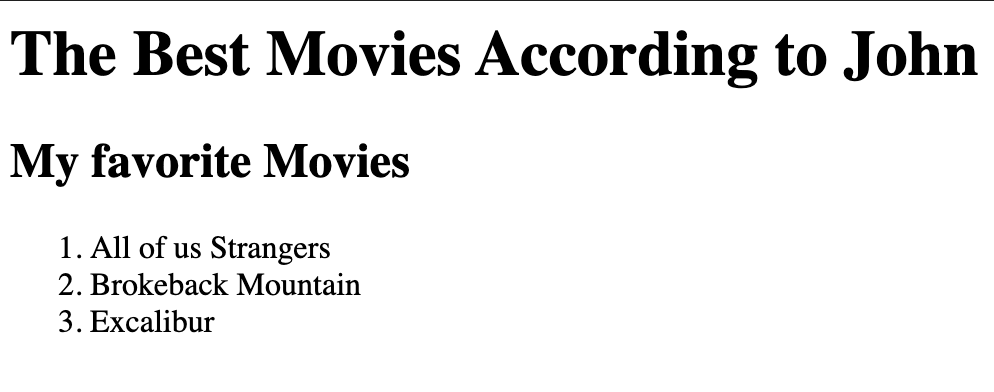 The Best Movies According to John
My favorite Movies
1. All of us Strangers
2. Brokeback Mountain
3. Excalibur